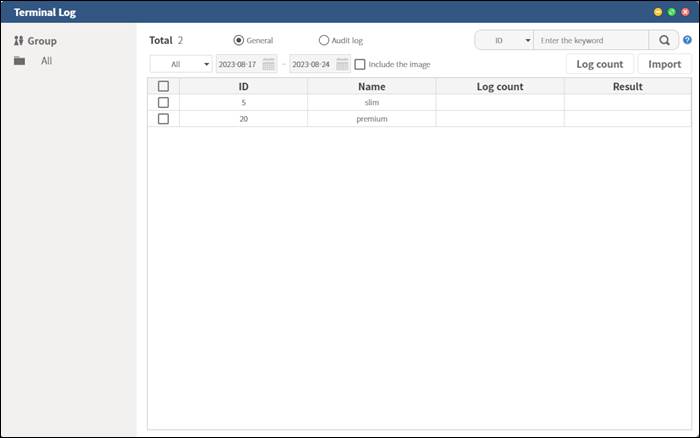 Terminal Log
Group
All
Total 2 General Audit log ID Enter the keyword ?
All 2023-08-17 ~ 2023-08-24 Include the image Log count Import
ID Name Log count Result
5 slim
20 premium